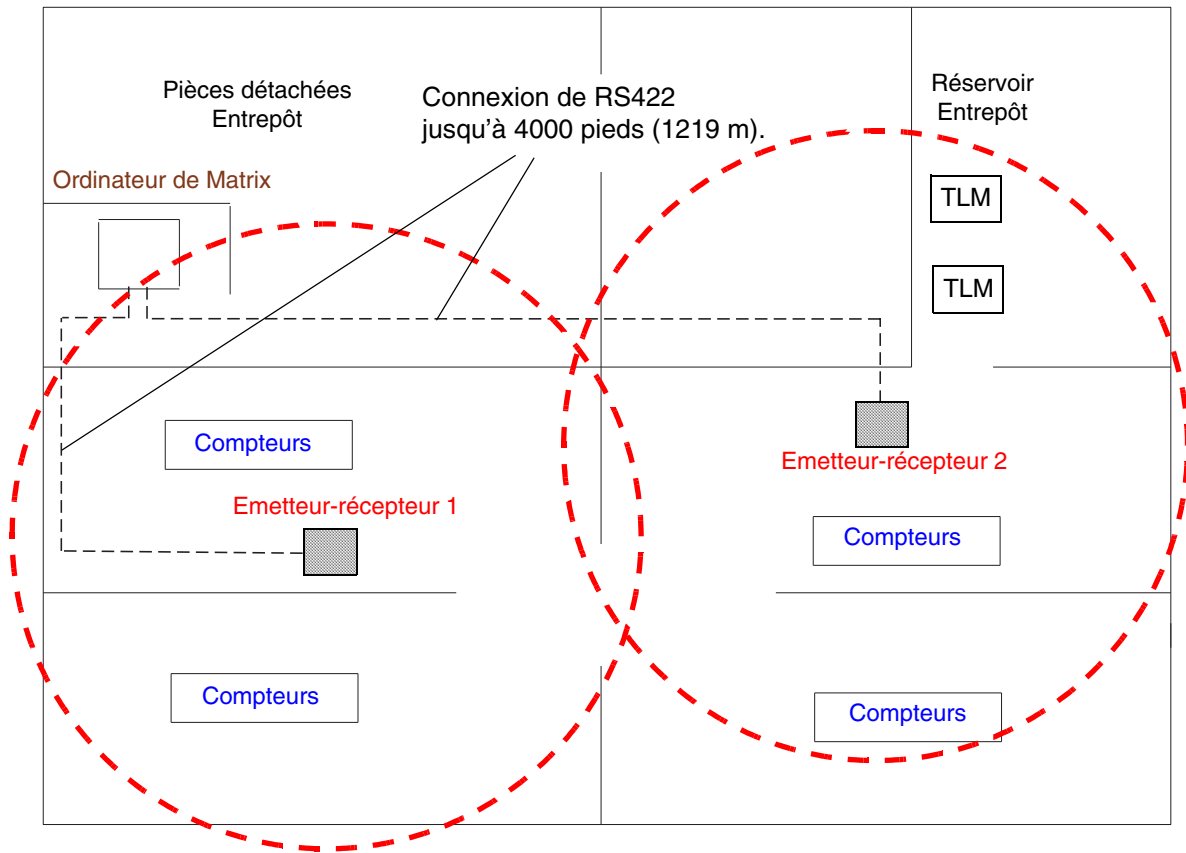 Pièces détachées
Entrepôt
Connexion de RS422
jusqu'à 4000 pieds (1219 m).
Réservoir
Entrepôt
Ordinateur de Matrix
TLM
TLM
Compteurs
Emetteur-récepteur 2
Emetteur-récepteur 1
Compteurs
Compteurs
Compteurs